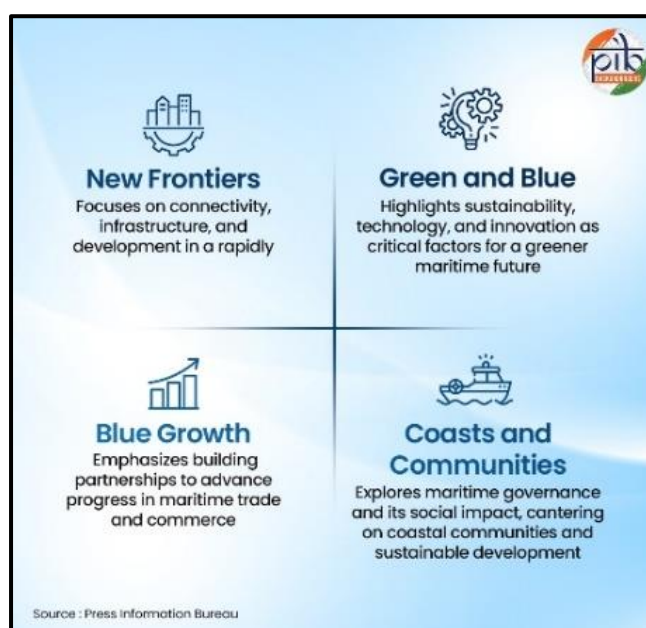 pib
New Frontiers
Focuses on connectivity,
infrastructure, and
development in a rapidly
Green and Blue
Highlights sustainability,
technology, and innovation as
critical factors for a greener
maritime future
Blue Growth
Emphasizes building
partnerships to advance
progress in maritime trade
and commerce
Coasts and
Communities
Explores maritime governance
and its social impact, cantering
on coastal communities and
sustainable development
Source : Press Information Bureau